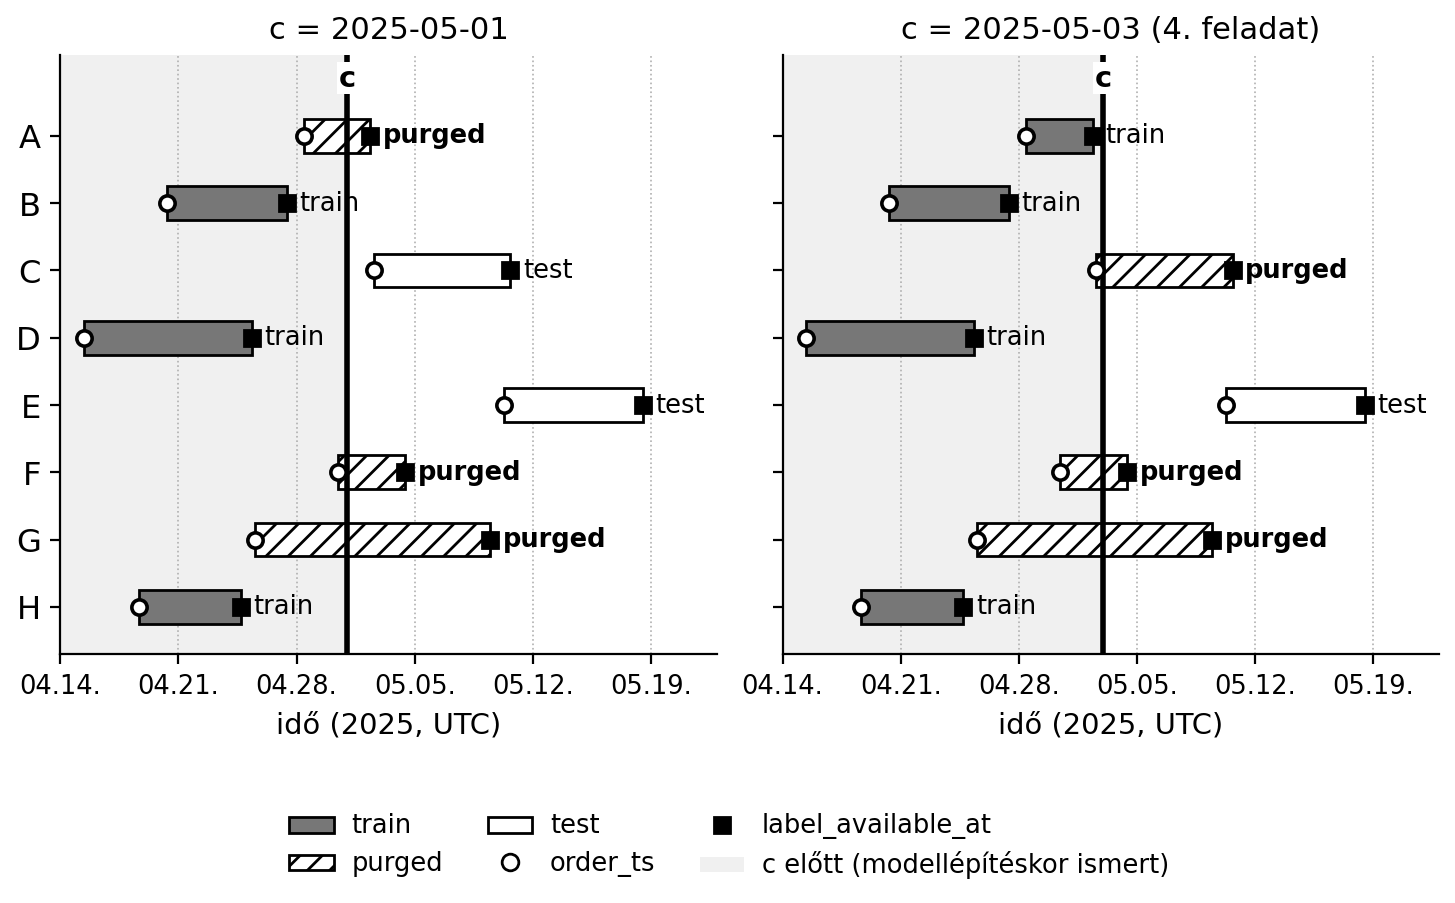 c = 2025-05-01
c
A
purged
B
train
C
test
D
train
E
test
F
purged
G
purged
H
train
04.14. 04.21. 04.28. 05.05. 05.12. 05.19.
idő (2025, UTC)
c = 2025-05-03 (4. feladat)
c
train
train
purged
train
test
purged
purged
train
04.14. 04.21. 04.28. 05.05. 05.12. 05.19.
idő (2025, UTC)
train
purged
test
order_ts
label_available_at
c előtt (modellépítéskor ismert)